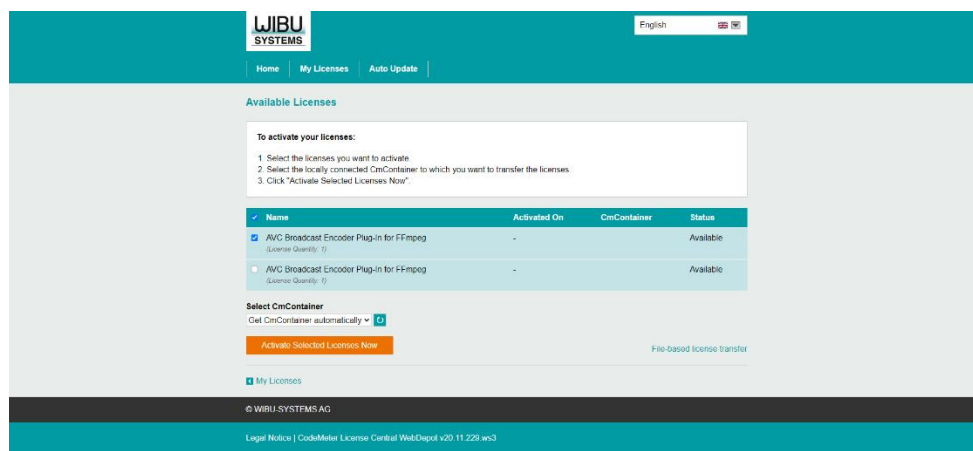 WIBU
SYSTEMS
English
Home
My Licenses
Auto Update
Available Licenses
To activate your licenses:
1. Select the licenses you want to activate
2. Select the locally connected CmContainer to which you want to transfer the licenses.
3. Click "Activate Selected Licenses Now".
Name Activated On CmContainer Status
AVC Broadcast Encoder Plug-In for FFmpeg - Available
(License Quantity: 1)
AVC Broadcast Encoder Plug-In for FFmpeg - Available
(License Quantity: 1)
Select CmContainer
Get CmContainer automatically
Activate Selected Licenses Now
File-based license transfer
My Licenses
© WIBU-SYSTEMS AG
Legal Notice | CodeMeter License Central WebDepot v20.11.229.ws3